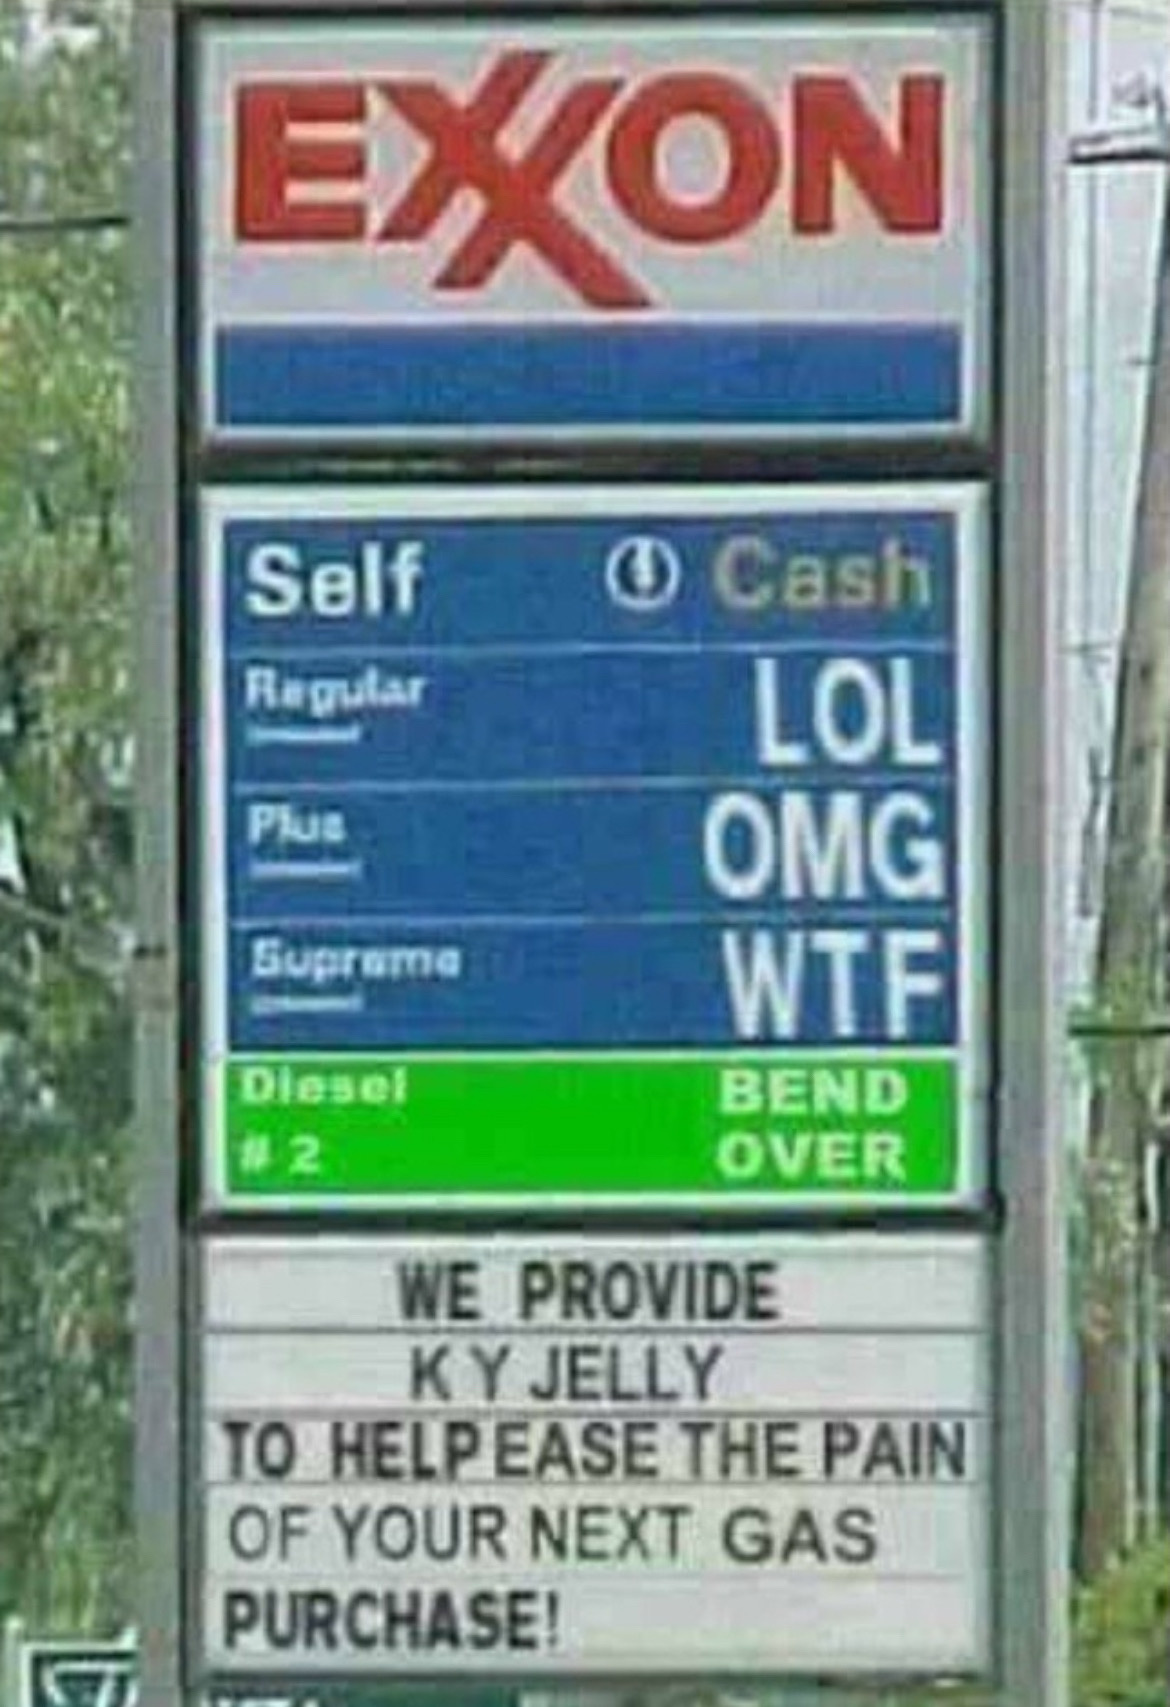 EXXON
Self Cash
Regular LOL
Plus OMG
Supreme WTF
Diesel BEND
# 2 OVER
WE PROVIDE
K Y JELLY
TO HELP EASE THE PAIN
OF YOUR NEXT GAS
PURCHASE!